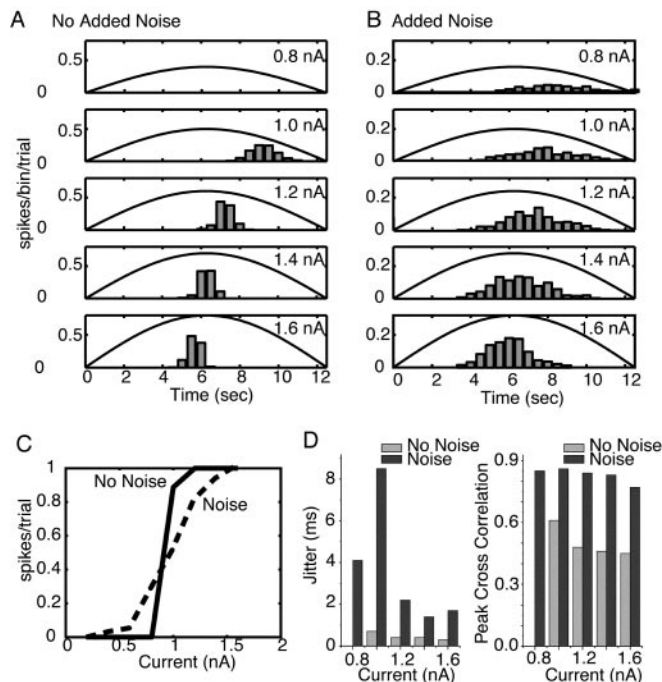 A No Added Noise
B Added Noise
0.5
0
0.8 nA
0.5
0
1.0 nA
0.5
0
1.2 nA
0.5
0
1.4 nA
0.5
0
1.6 nA
0 2 4 6 8 10 12
Time (sec)
spikes/bin/trial
0.2
0
0.8 nA
0.2
0
1.0 nA
0.2
0
1.2 nA
0.2
0
1.4 nA
0.2
0
1.6 nA
0 2 4 6 8 10 12
Time (sec)
C
1
0.8
0.6
0.4
0.2
0
spikes/trial
No Noise
Noise
0.5 1 1.5 2
Current (nA)
D
No Noise
Noise
8
6
4
2
0
Jitter (ms)
0.8 1.2 1.6
Current (nA)
No Noise
Noise
0.9
0.6
0.3
0.0
Peak Cross Correlation
0.8 1.2 1.6
Current (nA)